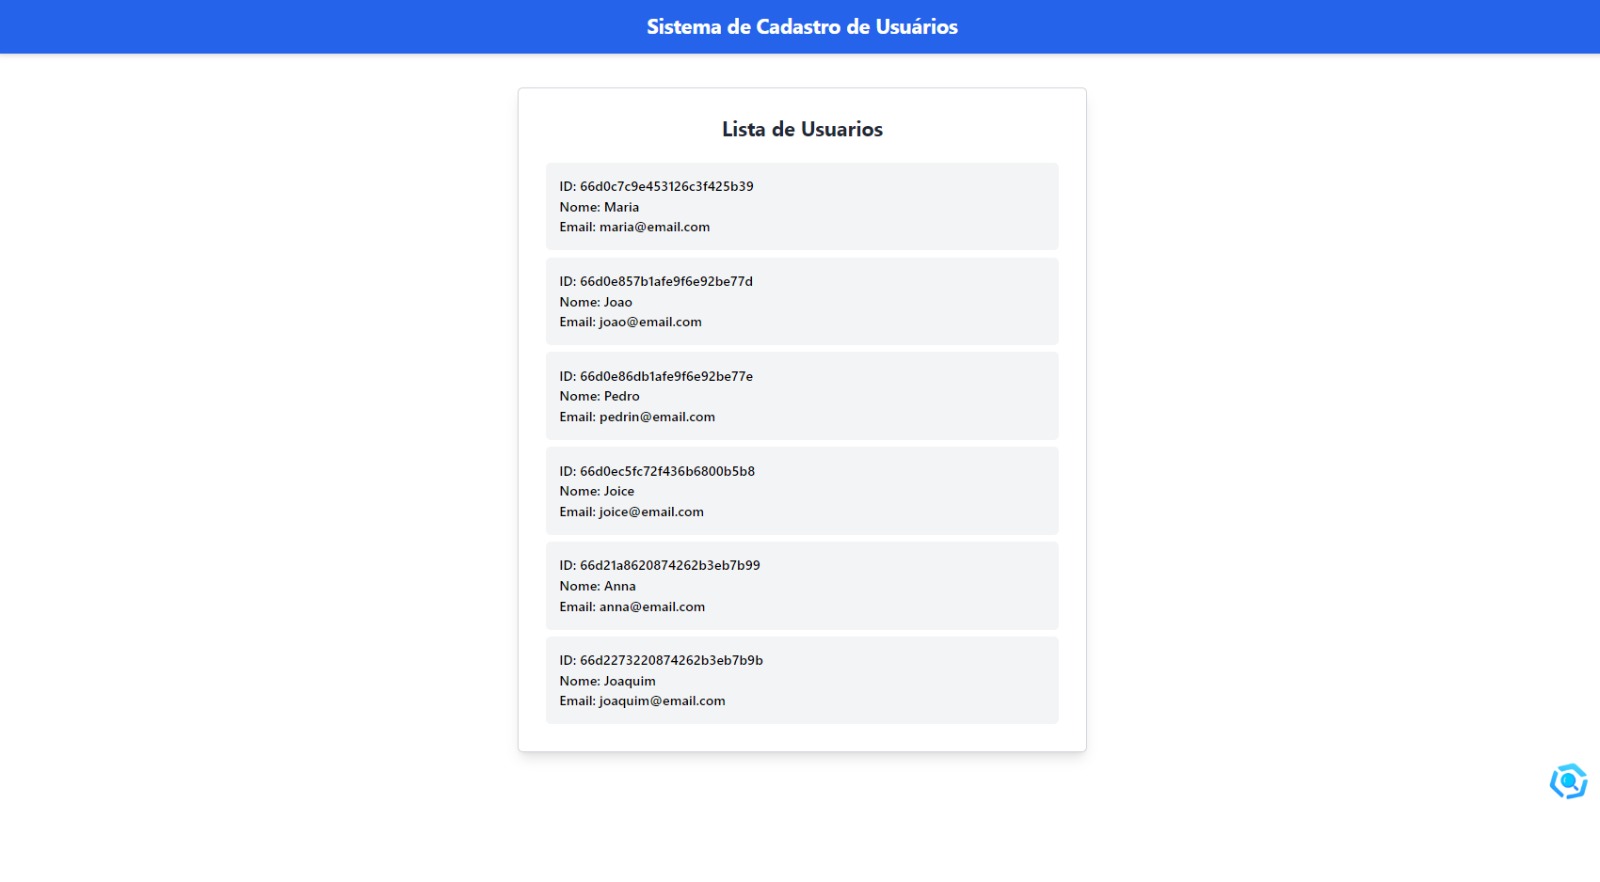 Sistema de Cadastro de Usuários
Lista de Usuarios
ID: 66d0c7c9e453126c3f425b39
Nome: Maria
Email: maria@email.com
ID: 66d0e857b1afe9f6e92be77d
Nome: Joao
Email: joao@email.com
ID: 66d0e86db1afe9f6e92be77e
Nome: Pedro
Email: pedrin@email.com
ID: 66d0ec5fc72f436b6800b5b8
Nome: Joice
Email: joice@email.com
ID: 66d21a8620874262b3eb7b99
Nome: Anna
Email: anna@email.com
ID: 66d2273220874262b3eb7b9b
Nome: Joaquim
Email: joaquim@email.com